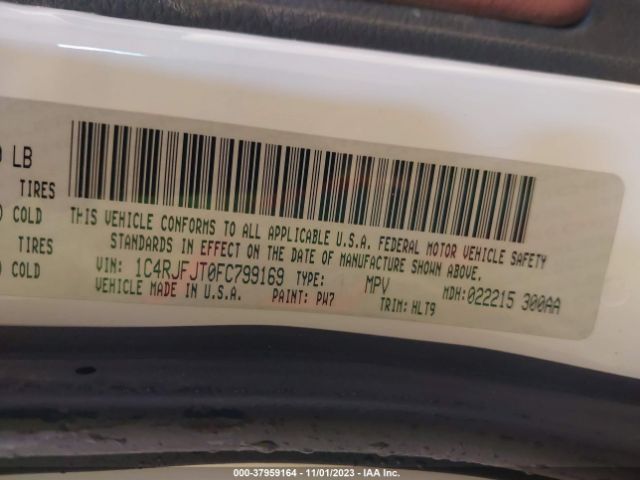 LB
TIRES
COLD
TIRES
COLD
THIS VEHICLE CONFORMS TO ALL APPLICABLE U.S.A. FEDERAL MOTOR VEHICLE SAFETY
STANDARDS IN EFFECT ON THE DATE OF MANUFACTURE SHOWN ABOVE.
VIN: 1C4RJFJT0FC799169 TYPE: MPV MDH:022215 300AA
VEHICLE MADE IN U.S.A. PAINT: PW7 TRIM: HLT9
000-37959164 - 11/01/2023 - IAA Inc.